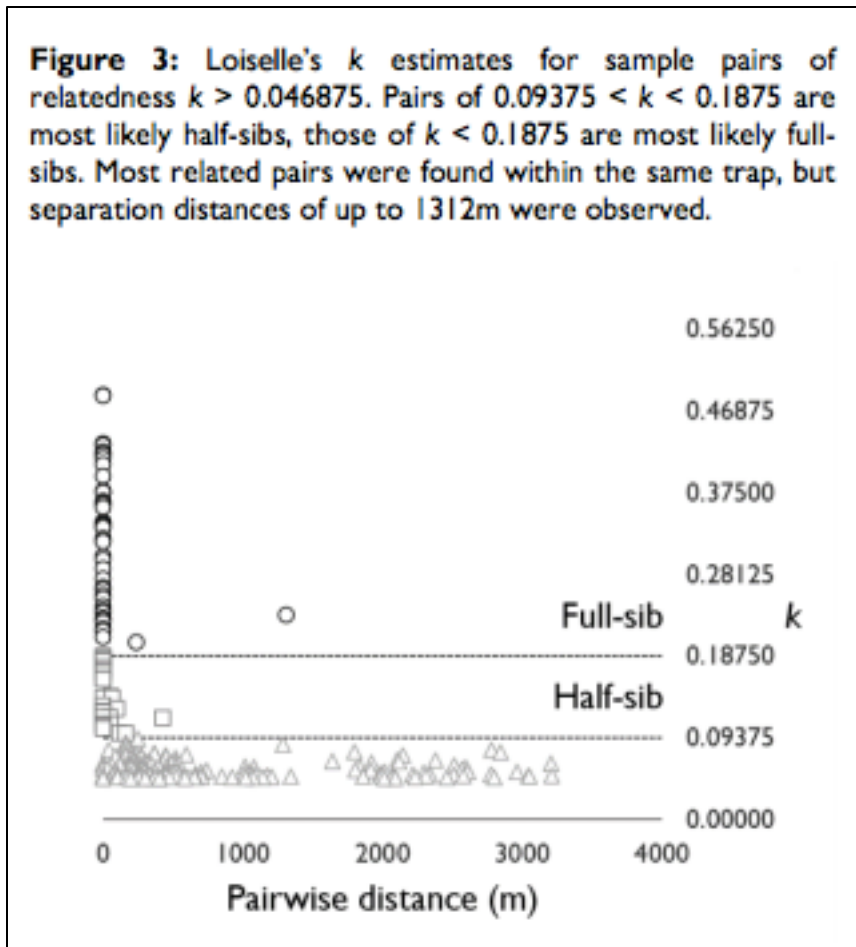 Figure 3: Loiselle's k estimates for sample pairs of
relatedness k > 0.046875. Pairs of 0.09375 < k < 0.1875 are
most likely half-sibs, those of k < 0.1875 are most likely full-
sibs. Most related pairs were found within the same trap, but
separation distances of up to 1312m were observed.
0.56250
0.46875
0.37500
0.28125
Full-sib k
0.18750
Half-sib
0.09375
0.00000
0 1000 2000 3000 4000
Pairwise distance (m)